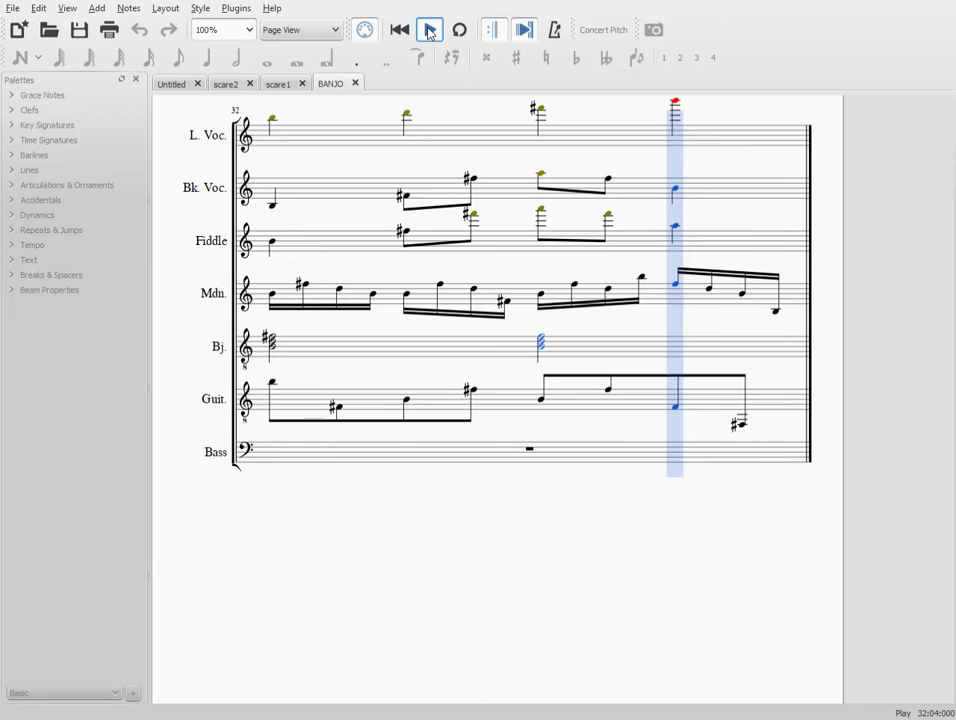 File Edit View Add Notes Layout Style Plugins Help
100% Page View Concert Pitch
1 2 3 4
Palettes
Untitled scare2 scare1 BANJO
Grace Notes
Clefs
Key Signatures
Time Signatures
Barlines
Lines
Articulations & Ornaments
Accidentals
Dynamics
Repeats & Jumps
Tempo
Text
Breaks & Spacers
Beam Properties
32
L. Voc.
Bk. Voc.
Fiddle
Mdn.
Bj.
8
Guit.
8
Bass
Basic
Play 32:04:000